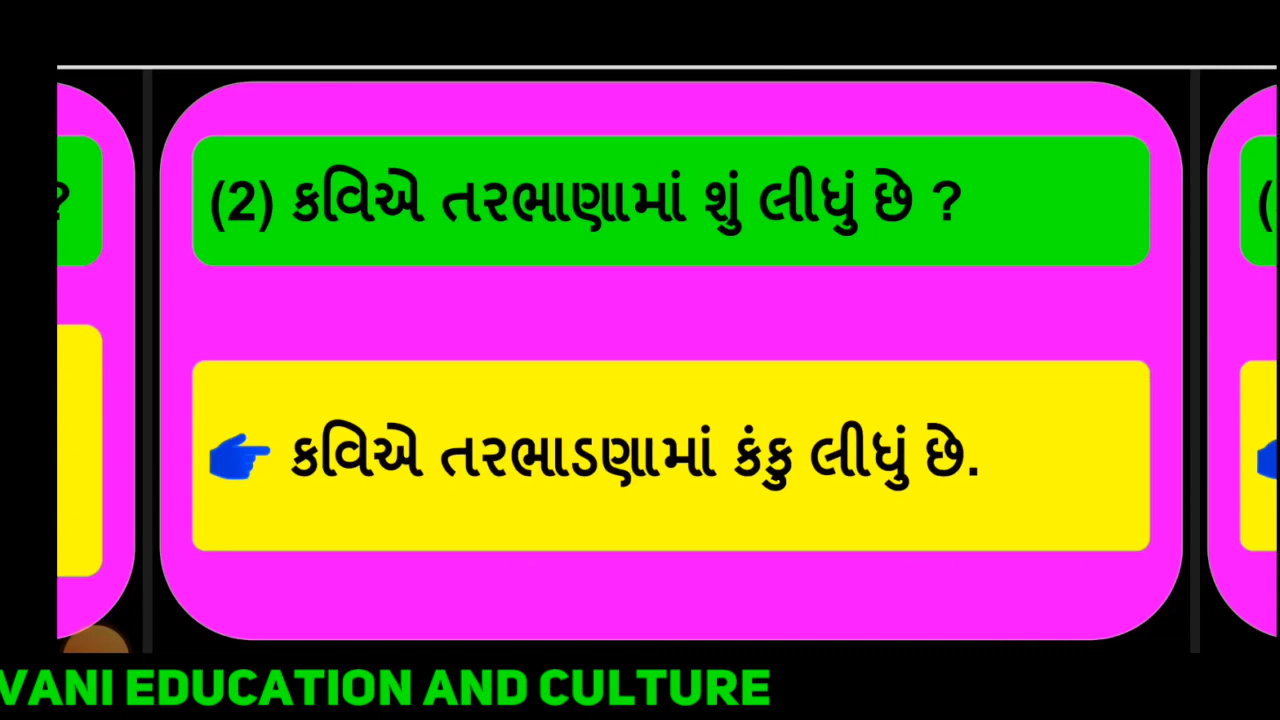 ?
(2) કવિએ તરભાણામાં શું લીધું છે ?
(
👉 કવિએ તરભાડણામાં કંકુ લીધું છે.
VANI EDUCATION AND CULTURE